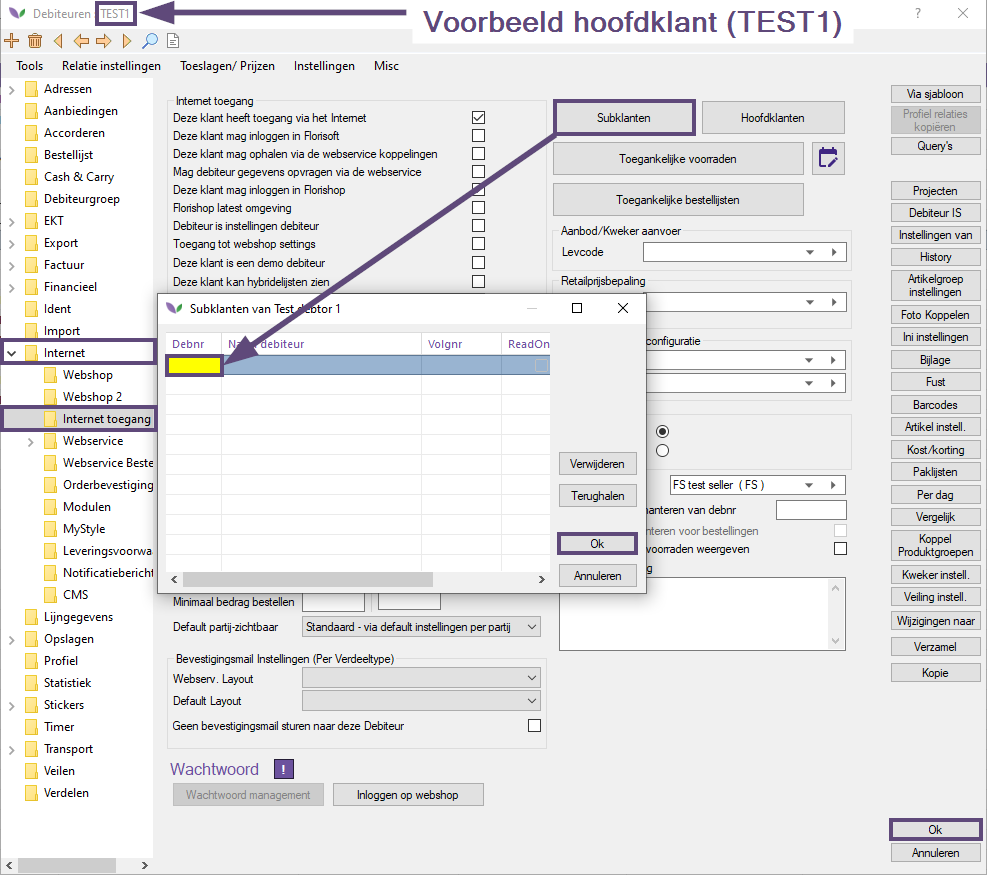 Debiteuren : TEST1
Voorbeeld hoofdklant (TEST1)
?
Tools Relatie instellingen Toeslagen/ Prijzen Instellingen Misc
Adressen
Aanbiedingen
Accorderen
Bestellijst
Cash & Carry
Debiteurgroep
EKT
Export
Factuur
Financieel
Ident
Import
Internet
Webshop
Webshop 2
Internet toegang
Webservice
Webservice Beste
Orderbevestiging
Modulen
MyStyle
Leveringsvoorwa
Notificatiebericht
CMS
Lijngegevens
Opslagen
Profiel
Statistiek
Stickers
Timer
Transport
Veilen
Verdelen
Internet toegang
Deze klant heeft toegang via het Internet
Deze klant mag inloggen in Florisoft
Deze klant mag ophalen via de webservice koppelingen
Mag debiteur gegevens opvragen via de webservice
Deze klant mag inloggen in Florishop
Florishop latest omgeving
Debiteur is instellingen debiteur
Toegang tot webshop settings
Deze klant is een demo debiteur
Deze klant kan hybridelijsten zien
Subklanten
Hoofdklanten
Toegankelijke voorraden
Toegankelijke bestellijsten
Aanbod/Kweker aanvoer
Levcode
Retailprijsbepaling
configuratie
FS test seller ( FS )
hanteren van debnr
nteren voor bestellingen
voorraden weergeven
g
Subklanten van Test debtor 1
Debnr
debiteur
Volgnr
ReadOn
Verwijderen
Terughalen
Ok
Annuleren
Minimaal bedrag bestellen
Default partij-zichtbaar
Standaard - via default instellingen per partij
Bevestigingsmail Instellingen (Per Verdeeltype)
Webserv. Layout
Default Layout
Geen bevestigingsmail sturen naar deze Debiteur
Wachtwoord !
Wachtwoord management
Inloggen op webshop
Via sjabloon
Profiel relaties
kopiëren
Query's
Projecten
Debiteur IS
Instellingen van
History
Artikelgroep
instellingen
Foto Koppelen
Ini instellingen
Bijlage
Fust
Barcodes
Artikel instell.
Kost/korting
Paklijsten
Per dag
Vergelijk
Koppel
Produktgroepen
Kweker instell.
Veiling instell.
Wijzigingen naar
Verzamel
Kopie
Ok
Annuleren